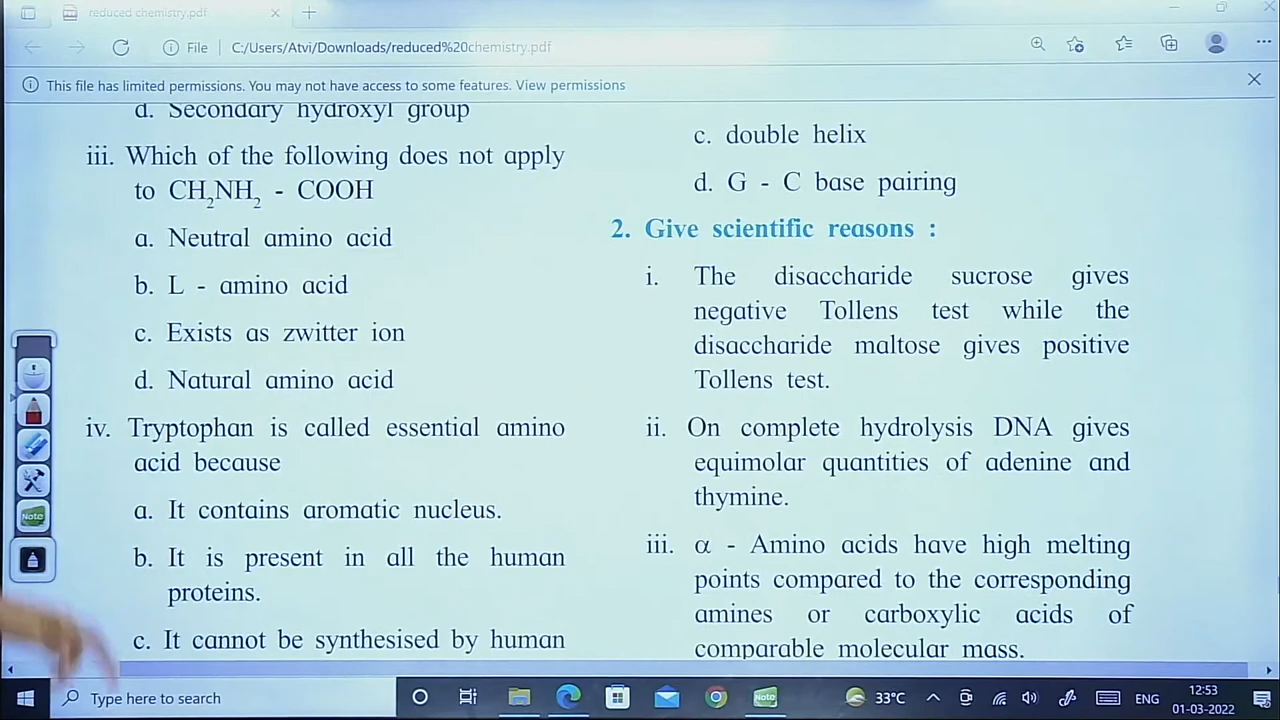 reduced chemistry.pdf
File
C:/Users/Atvi/Downloads/reduced%20chemistry.pdf
This file has limited permissions. You may not have access to some features. View permissions
d. Secondary hydroxyl group
iii. Which of the following does not apply
to CH₂NH₂ - COOH
a. Neutral amino acid
b. L - amino acid
c. Exists as zwitter ion
d. Natural amino acid
iv. Tryptophan is called essential amino
acid because
a. It contains aromatic nucleus.
b. It is present in all the human
proteins.
c. It cannot be synthesised by human
c. double helix
d. G - C base pairing
2. Give scientific reasons :
i. The disaccharide sucrose gives
negative Tollens test while the
disaccharide maltose gives positive
Tollens test.
ii. On complete hydrolysis DNA gives
equimolar quantities of adenine and
thymine.
iii. α - Amino acids have high melting
points compared to the corresponding
amines or carboxylic acids of
comparable molecular mass.
Note
Type here to search
Note
33°C
ENG
12:53
01-03-2022